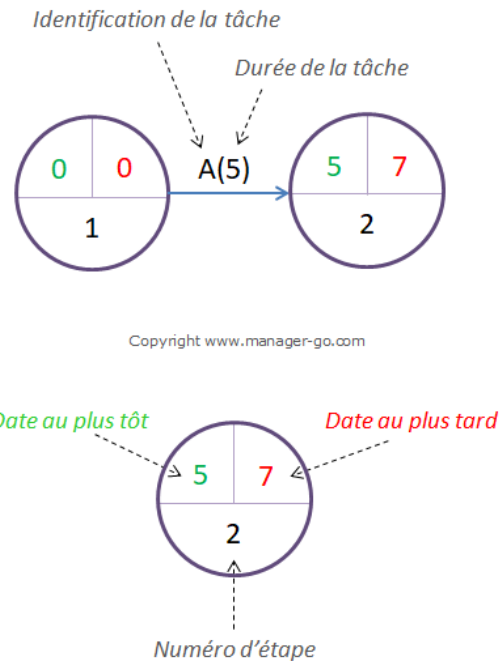 Identification de la tâche
Durée de la tâche
0 0 A(5) 5 7
1 2
Copyright www.manager-go.com
Date au plus tôt Date au plus tard
5 7
2
Numéro d'étape